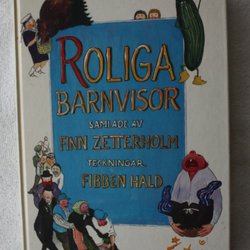 ROLIGA
BARNVISOR
SAMLADE AV
FINN ZETTERHOLM
TECKNINGAR
FIBBEN HALD